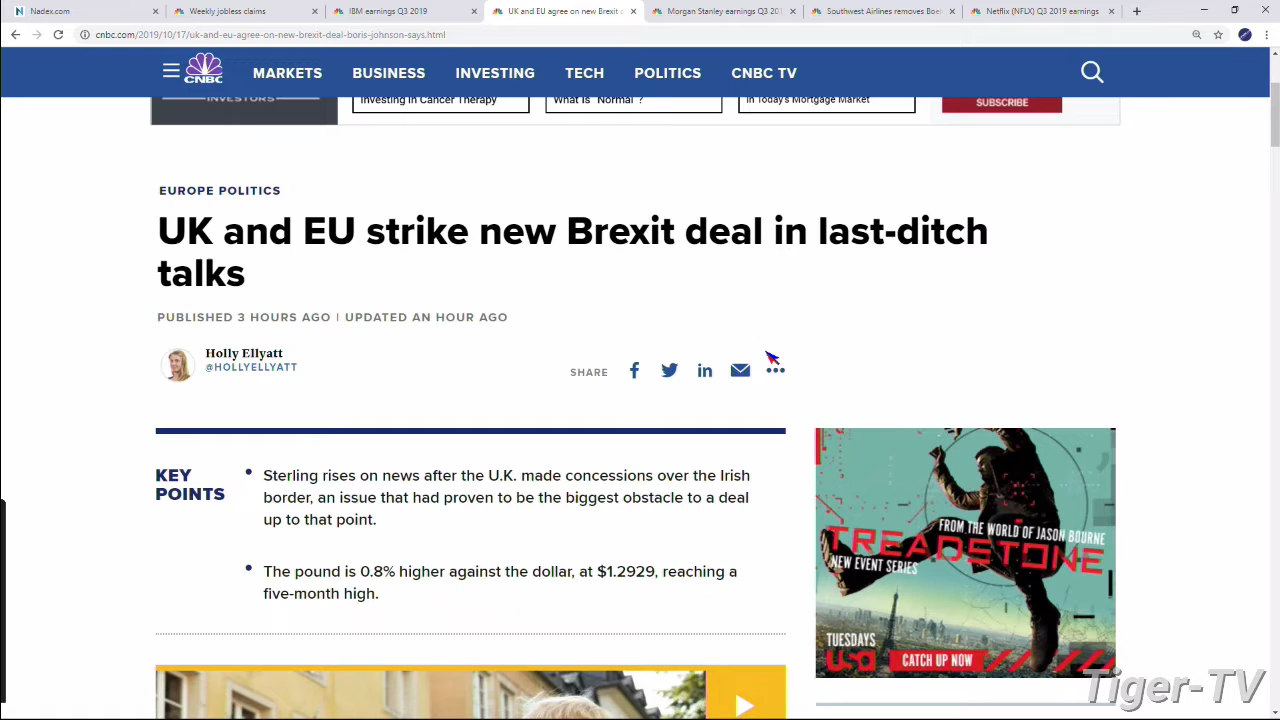 Nadex.com
Weekly jobless claims
IBM earnings Q3 2019
UK and EU agree on new Brexit d
Morgan Stanley earnings Q3 201
Southwest Airlines removes Boei
Netflix (NFLX) Q3 2019 earnings
cnbc.com/2019/10/17/uk-and-eu-agree-on-new-brexit-deal-boris-johnson-says.html
CNBC
MARKETS
BUSINESS
INVESTING
TECH
POLITICS
CNBC TV
INVESTORS
Investing in Cancer Therapy
What Is "Normal"?
In Today's Mortgage Market
SUBSCRIBE
EUROPE POLITICS
UK and EU strike new Brexit deal in last-ditch
talks
PUBLISHED 3 HOURS AGO | UPDATED AN HOUR AGO
Holly Ellyatt
@HOLLYELLYATT
SHARE
KEY
POINTS
Sterling rises on news after the U.K. made concessions over the Irish
border, an issue that had proven to be the biggest obstacle to a deal
up to that point.
The pound is 0.8% higher against the dollar, at $1.2929, reaching a
five-month high.
FROM THE WORLD OF JASON BOURNE
TREADSTONE
NEW EVENT SERIES
TUESDAYS
USA
CATCH UP NOW
Tiger-TV